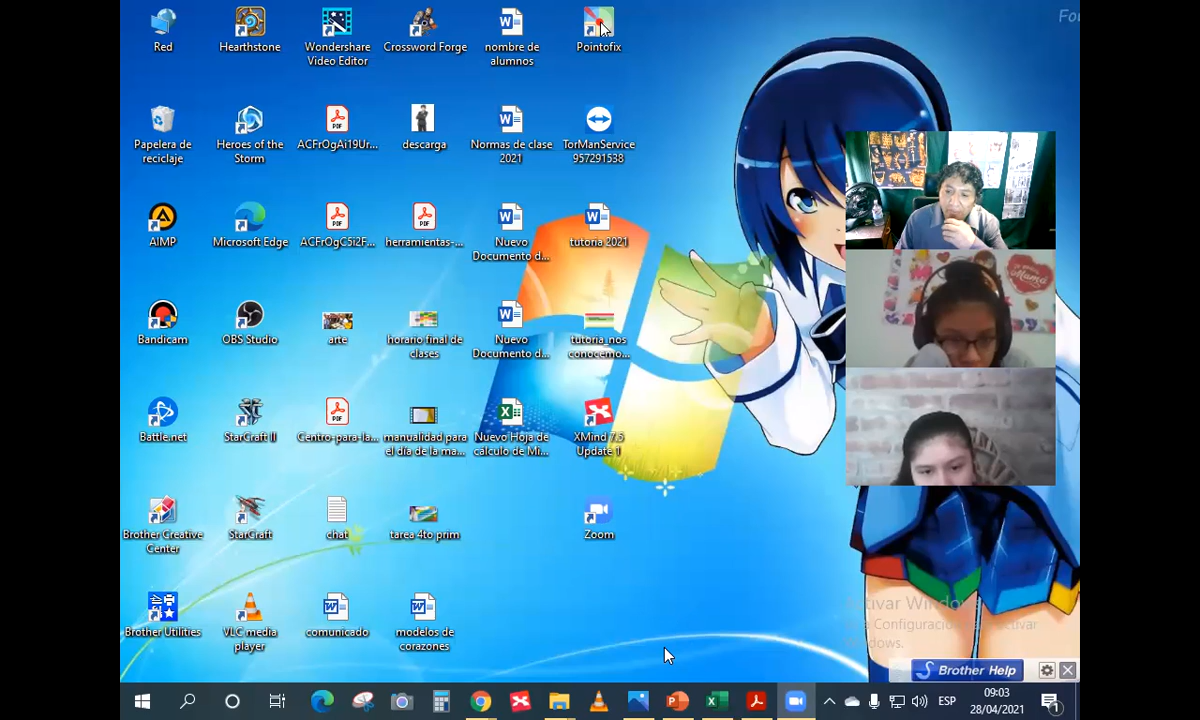 Red
Hearthstone
Wondershare
Video Editor
Crossword Forge
nombre de
alumnos
Pointofix
Papelera de
reciclaje
Heroes of the
Storm
ACFrOgAi19Ur...
descarga
Normas de clase
2021
TorManService
957291538
AIMP
Microsoft Edge
ACFrOgC5i2F...
herramientas-...
Nuevo
Documento d...
tutoria 2021
Bandicam
OBS Studio
arte
horario final de
clases
Nuevo
Documento d...
tutoria_nos
conocemo...
Battle.net
StarCraft II
Centro-para-la...
manualidad para
el día de la ma...
Nuevo Hoja de
cálculo de Mi...
XMind 7.5
Update 1
Brother Creative
Center
StarCraft
chat
tarea 4to prim
Zoom
Brother Utilities
VLC media
player
comunicado
modelos de
corazones
Mamá
Brother Help
ESP
09:03
28/04/2021
1